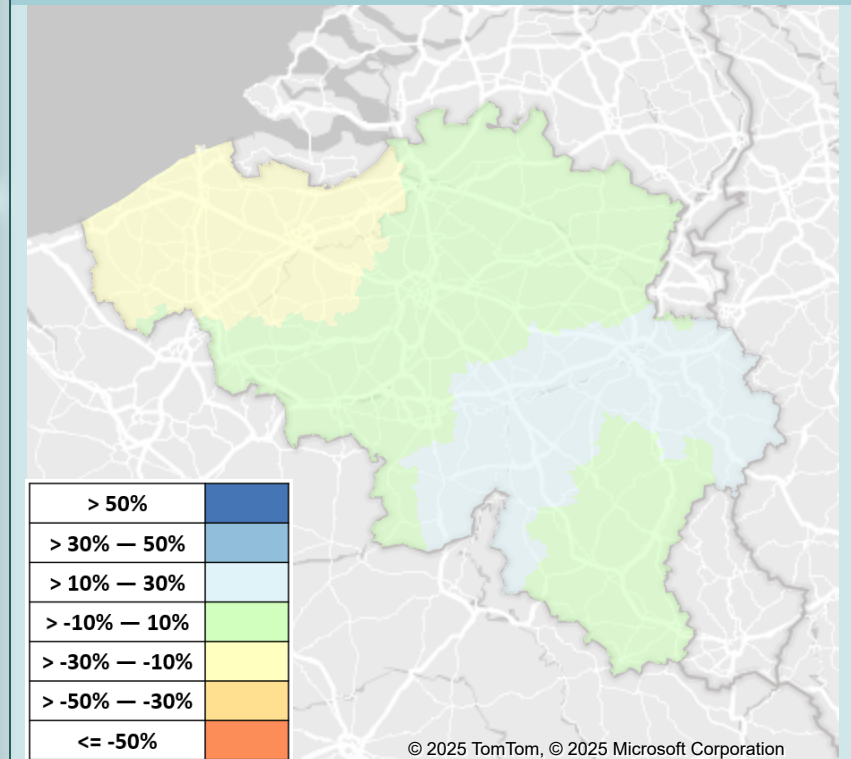 > 50%
> 30% — 50%
> 10% — 30%
> -10% — 10%
> -30% — -10%
> -50% — -30%
<= -50%
© 2025 TomTom, © 2025 Microsoft Corporation